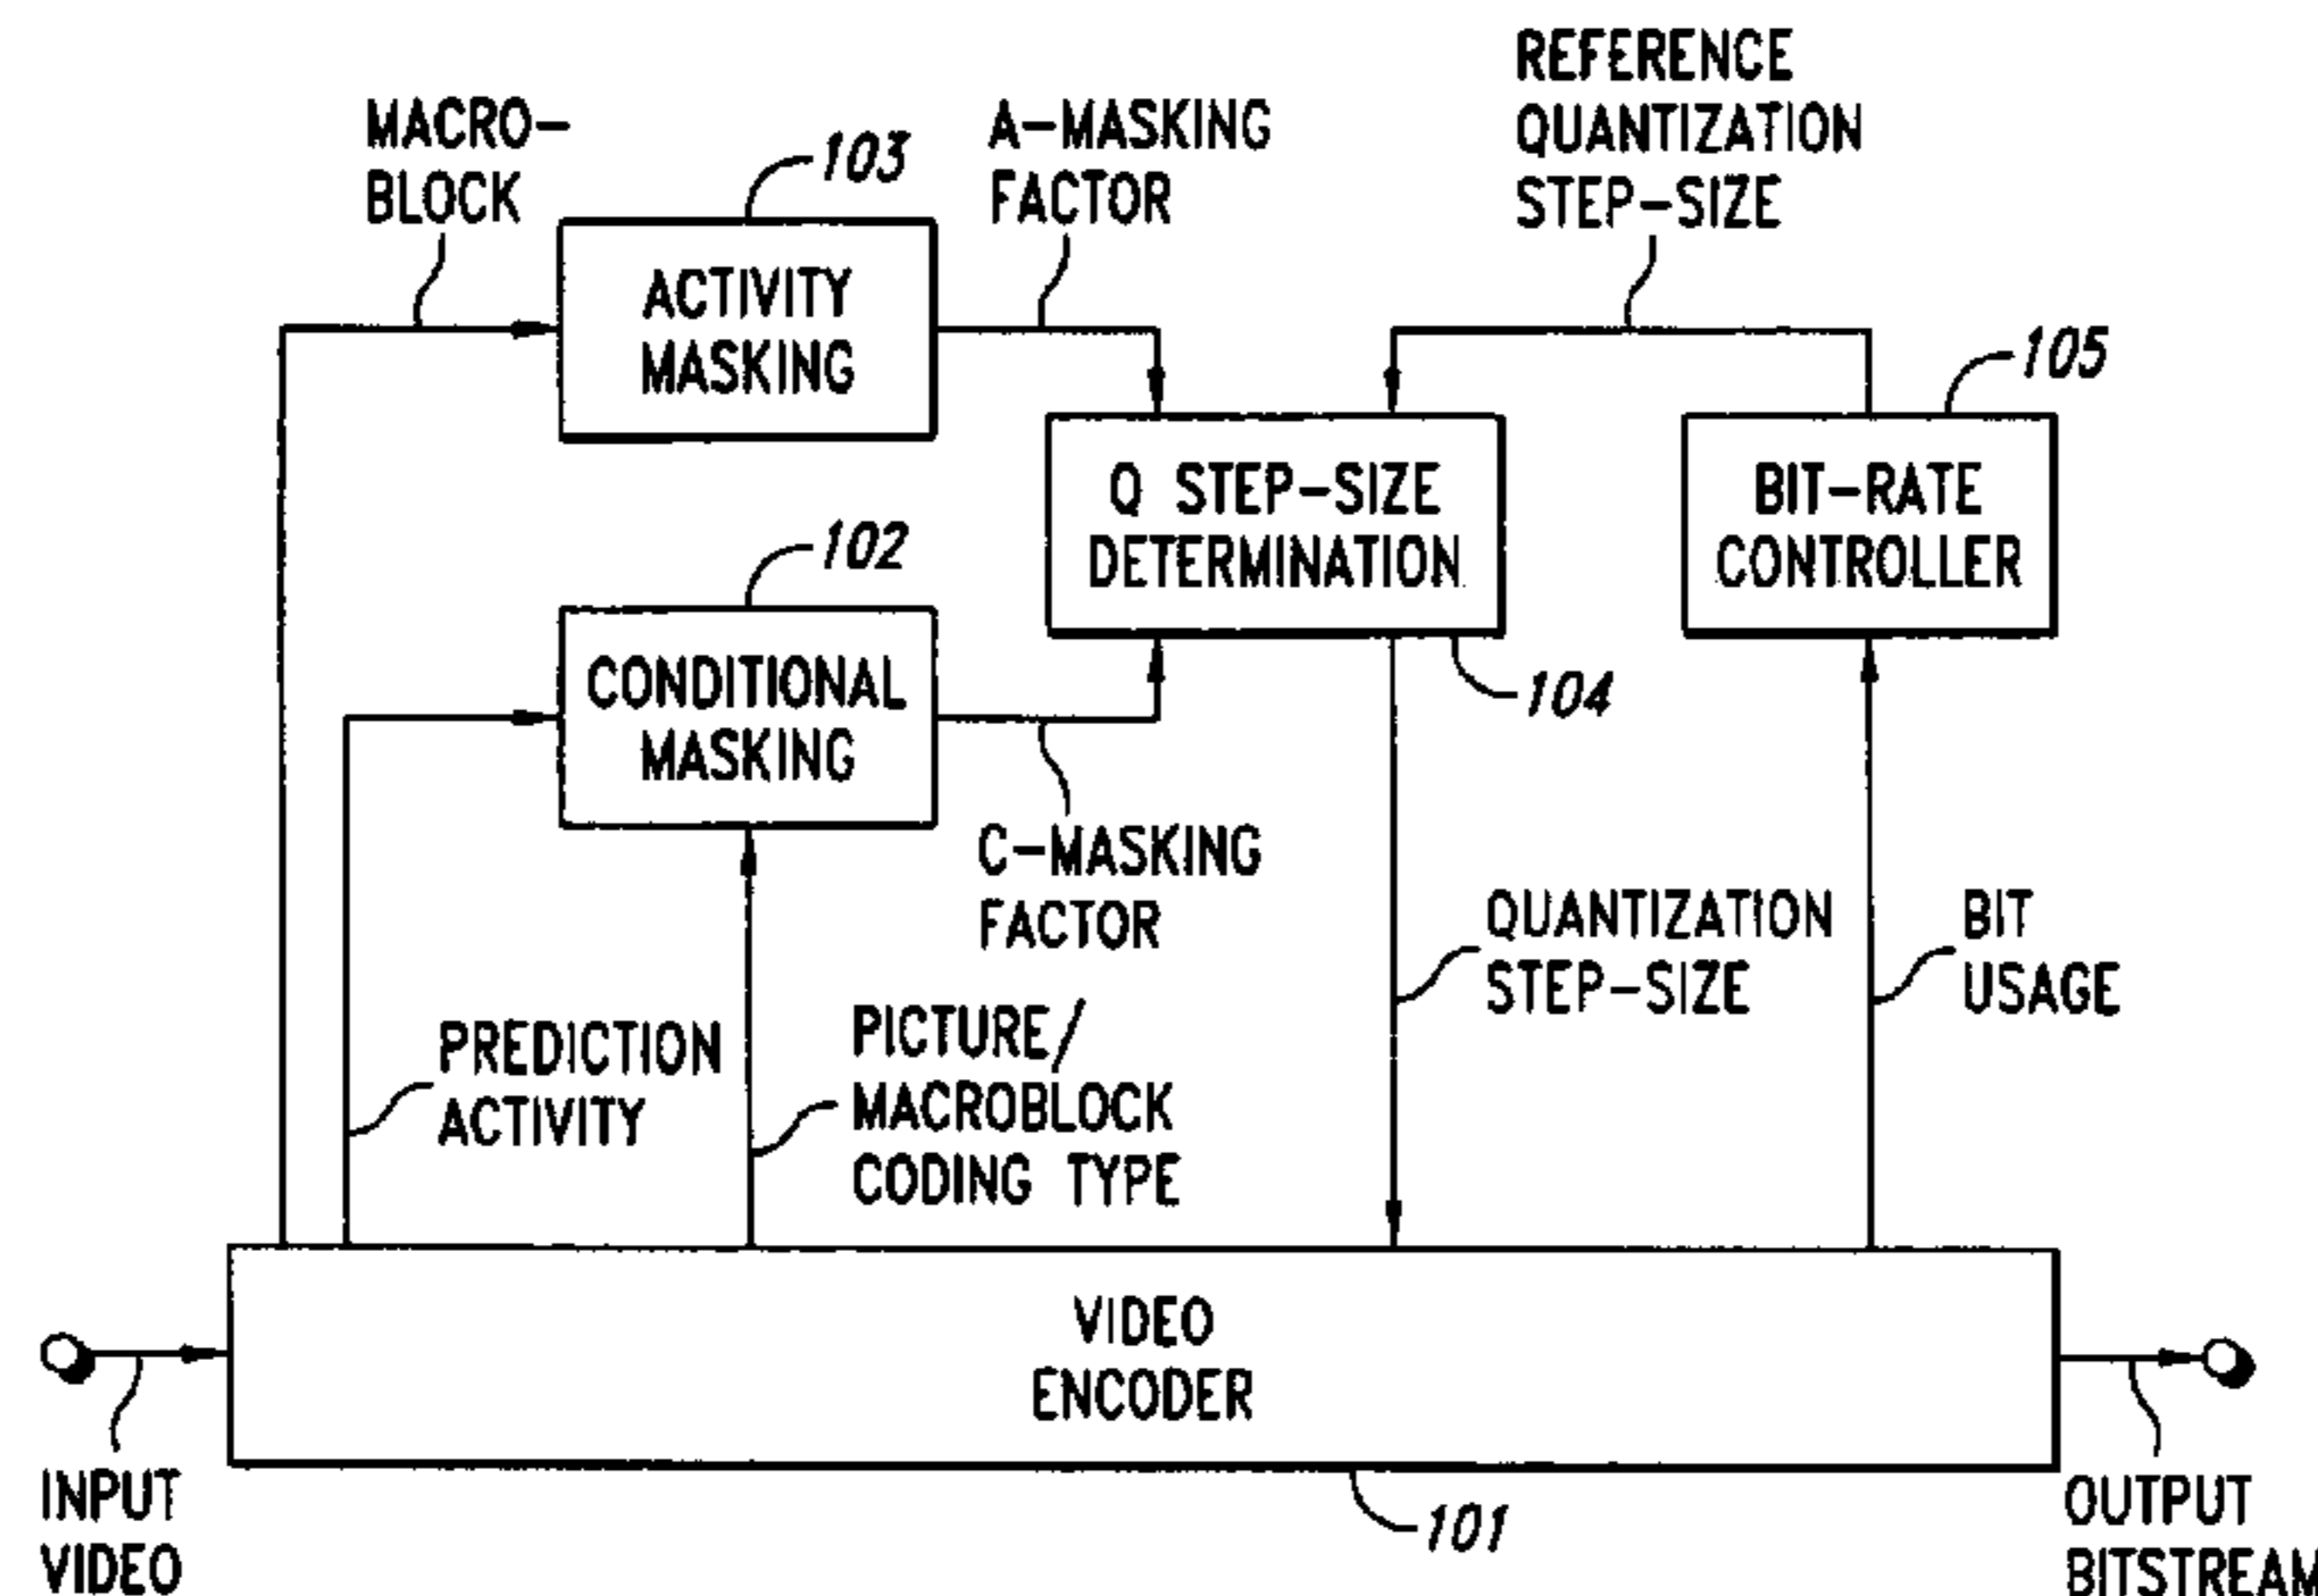 REFERENCE
QUANTIZATION
STEP-SIZE
MACRO-
BLOCK
103
A-MASKING
FACTOR
ACTIVITY
MASKING
105
Q STEP-SIZE
DETERMINATION
BIT-RATE
CONTROLLER
102
CONDITIONAL
MASKING
104
C-MASKING
FACTOR
QUANTIZATION
STEP-SIZE
BIT
USAGE
PREDICTION
ACTIVITY
PICTURE/
MACROBLOCK
CODING TYPE
VIDEO
ENCODER
INPUT
VIDEO
101
OUTPUT
BITSTREAM